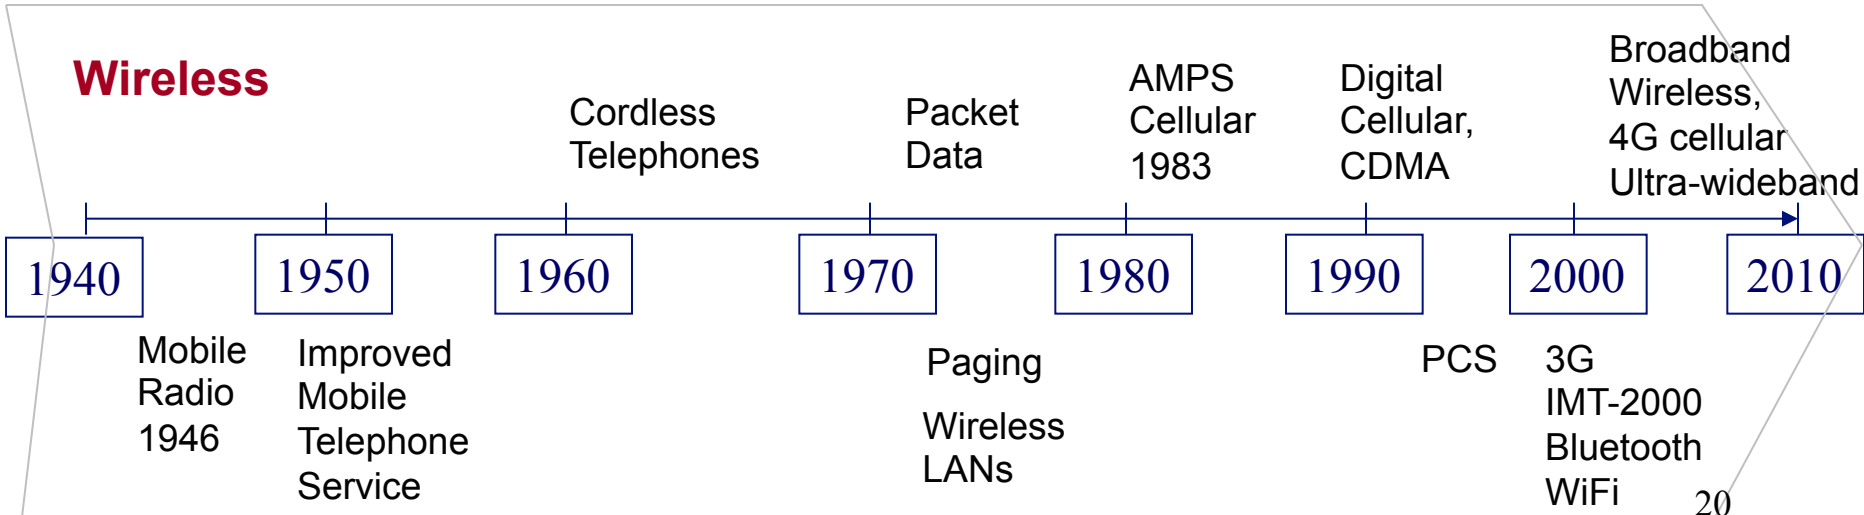 Wireless
Cordless
Telephones
Packet
Data
AMPS
Cellular
1983
Digital
Cellular,
CDMA
Broadband
Wireless,
4G cellular
Ultra-wideband
1940
1950
1960
1970
1980
1990
2000
2010
Mobile
Radio
1946
Improved
Mobile
Telephone
Service
Paging
Wireless
LANs
PCS
3G
IMT-2000
Bluetooth
WiFi
20